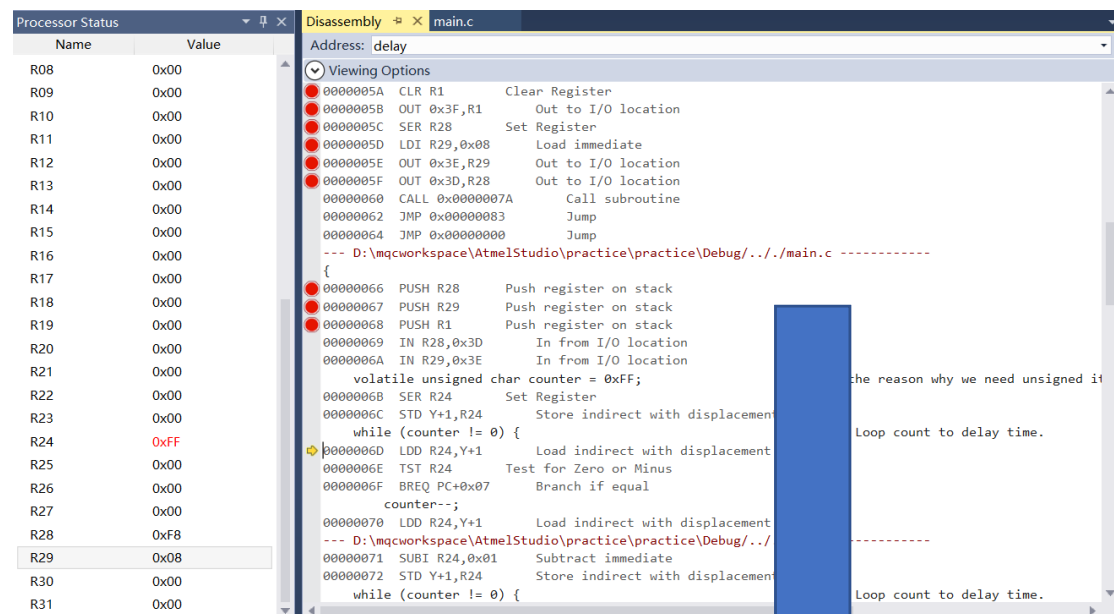 Processor Status
Name Value
R08 0x00
R09 0x00
R10 0x00
R11 0x00
R12 0x00
R13 0x00
R14 0x00
R15 0x00
R16 0x00
R17 0x00
R18 0x00
R19 0x00
R20 0x00
R21 0x00
R22 0x00
R23 0x00
R24 0xFF
R25 0x00
R26 0x00
R27 0x00
R28 0xF8
R29 0x08
R30 0x00
R31 0x00
Disassembly main.c
Address: delay
Viewing Options
0000005A CLR R1 Clear Register
0000005B OUT 0x3F,R1 Out to I/O location
0000005C SER R28 Set Register
0000005D LDI R29,0x08 Load immediate
0000005E OUT 0x3E,R29 Out to I/O location
0000005F OUT 0x3D,R28 Out to I/O location
00000060 CALL 0x0000007A Call subroutine
00000062 JMP 0x00000083 Jump
00000064 JMP 0x00000000 Jump
--- D:\mqcworkspace\AtmelStudio\practice\practice\Debug/.././main.c ------------
{
00000066 PUSH R28 Push register on stack
00000067 PUSH R29 Push register on stack
00000068 PUSH R1 Push register on stack
00000069 IN R28,0x3D In from I/O location
0000006A IN R29,0x3E In from I/O location
volatile unsigned char counter = 0xFF; the reason why we need unsigned it
0000006B SER R24 Set Register
0000006C STD Y+1,R24 Store indirect with displacement
while (counter != 0) { Loop count to delay time.
0000006D LDD R24,Y+1 Load indirect with displacement
0000006E TST R24 Test for Zero or Minus
0000006F BREQ PC+0x07 Branch if equal
counter--;
00000070 LDD R24,Y+1 Load indirect with displacement
--- D:\mqcworkspace\AtmelStudio\practice\practice\Debug/../ -----------
00000071 SUBI R24,0x01 Subtract immediate
00000072 STD Y+1,R24 Store indirect with displacement
while (counter != 0) { Loop count to delay time.